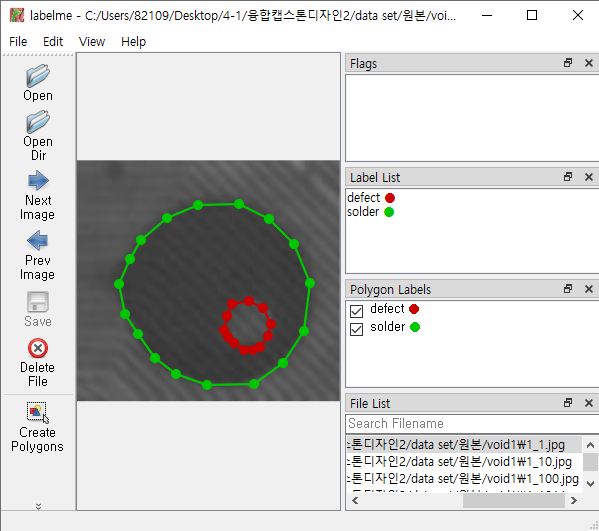 labelme - C:/Users/82109/Desktop/4-1/융합캡스톤디자인2/data set/원본/voi...
File Edit View Help
Open
Open
Dir
Next
Image
Prev
Image
Save
Delete
File
Create
Polygons
Flags
Label List
defect
solder
Polygon Labels
defect
solder
File List
Search Filename
스톤디자인2/data set/원본/void1₩1_1.jpg
톤디자인2/data set/원본/void1₩1_10.jpg
톤디자인2/data set/원본/void1₩1_100.jpg